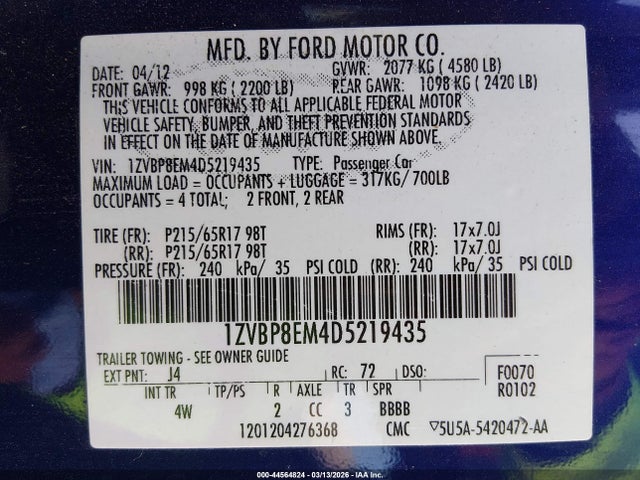 MFD. BY FORD MOTOR CO.
DATE: 04/12 GVWR: 2077 KG ( 4580 LB)
FRONT GAWR: 998 KG ( 2200 LB) REAR GAWR: 1098 KG ( 2420 LB)
THIS VEHICLE CONFORMS TO ALL APPLICABLE FEDERAL MOTOR
VEHICLE SAFETY, BUMPER, AND THEFT PREVENTION STANDARDS
IN EFFECT ON THE DATE OF MANUFACTURE SHOWN ABOVE.
VIN: 1ZVBP8EM4D5219435 TYPE: Passenger Car
MAXIMUM LOAD = OCCUPANTS + LUGGAGE = 317KG/ 700LB
OCCUPANTS = 4 TOTAL; 2 FRONT, 2 REAR
TIRE (FR): P215/65R17 98T RIMS (FR): 17x7.0J
(RR): P215/65R17 98T (RR): 17x7.0J
PRESSURE (FR): 240 kPa/ 35 PSI COLD (RR): 240 kPa/ 35 PSI COLD
1ZVBP8EM4D5219435
TRAILER TOWING - SEE OWNER GUIDE
EXT PNT: J4 RC: 72 DSO: F0070
INT TR TP/PS R AXLE TR SPR R0102
4W 2 CC 3 BBBB
1201204276368 CMC ▽5U5A-5420472-AA
000-44564824 - 03/13/2026 - IAA Inc.